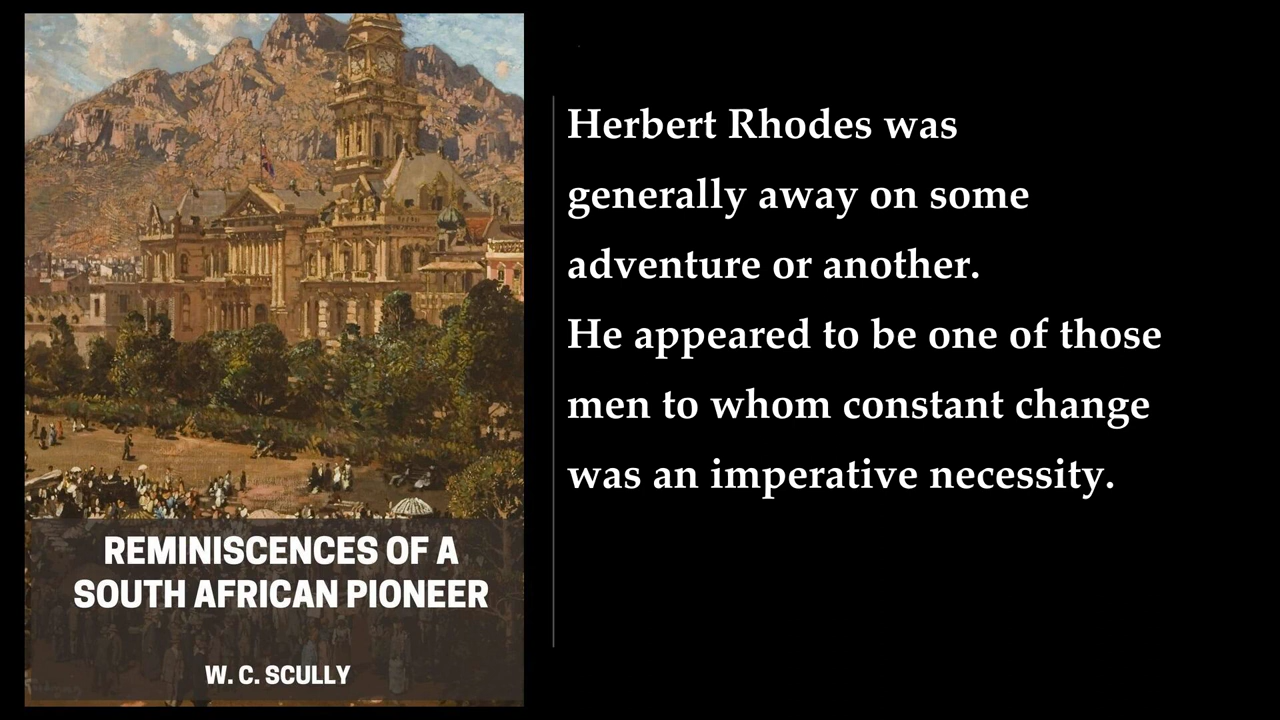 REMINISCENCES OF A
SOUTH AFRICAN PIONEER
W. C. SCULLY
Herbert Rhodes was
generally away on some
adventure or another.
He appeared to be one of those
men to whom constant change
was an imperative necessity.